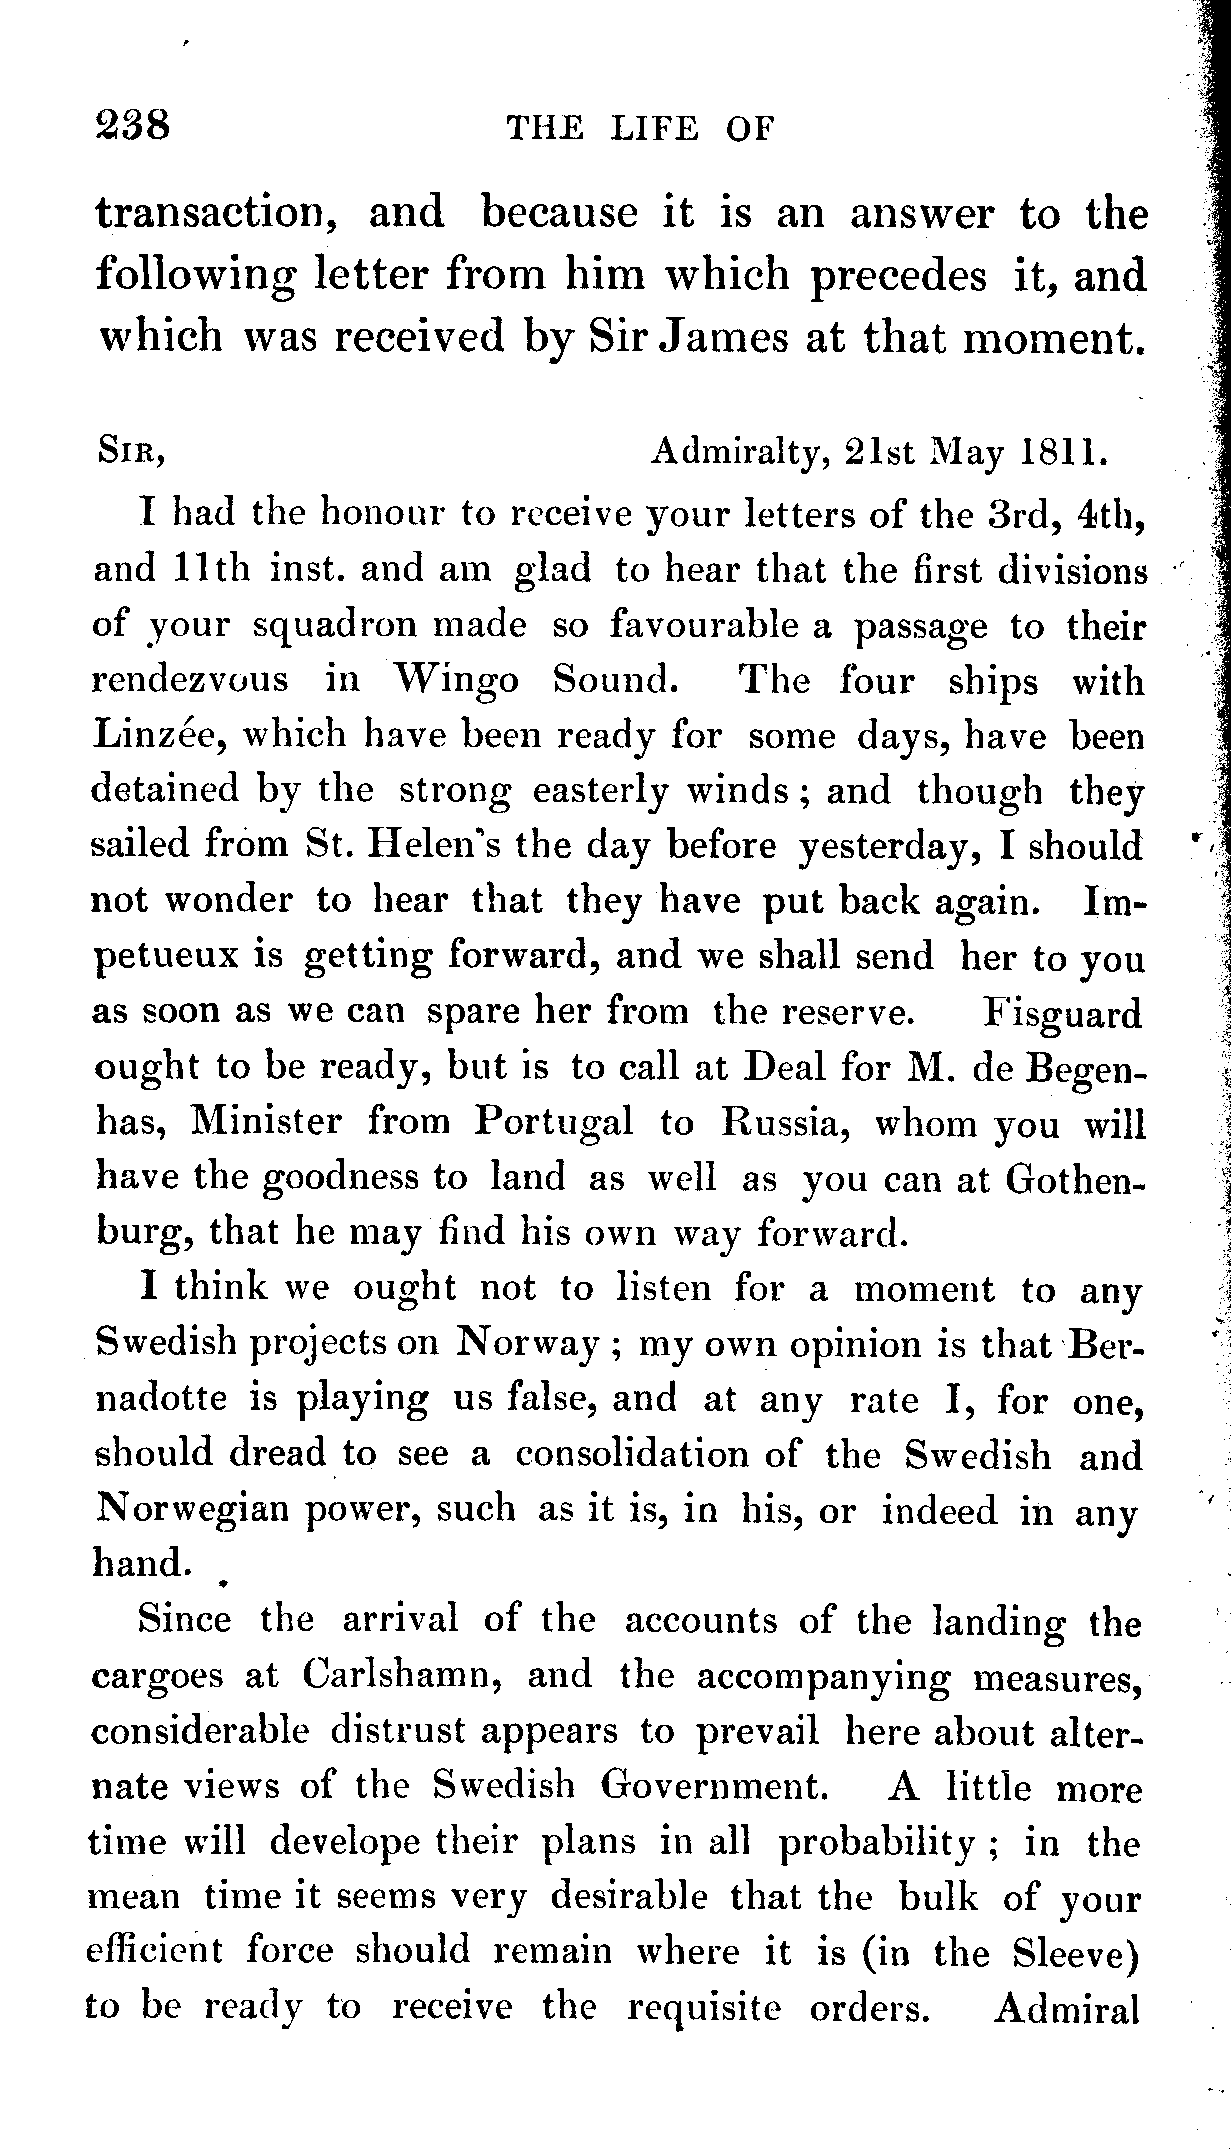 238 THE LIFE OF
transaction, and because it is an answer to the
following letter from him which precedes it, and
which was received by Sir James at that moment.
SIR, Admiralty, 21st May 1811.
I had the honour to receive your letters of the 3rd, 4th,
and 11th inst. and am glad to hear that the first divisions
of your squadron made so favourable a passage to their
rendezvous in Wingo Sound. The four ships with
Linzée, which have been ready for some days, have been
detained by the strong easterly winds ; and though they
sailed from St. Helen's the day before yesterday, I should
not wonder to hear that they have put back again. Im-
petueux is getting forward, and we shall send her to you
as soon as we can spare her from the reserve. Fisguard
ought to be ready, but is to call at Deal for M. de Begen-
has, Minister from Portugal to Russia, whom you will
have the goodness to land as well as you can at Gothen-
burg, that he may find his own way forward.
I think we ought not to listen for a moment to any
Swedish projects on Norway ; my own opinion is that Ber-
nadotte is playing us false, and at any rate I, for one,
should dread to see a consolidation of the Swedish and
Norwegian power, such as it is, in his, or indeed in any
hand.
Since the arrival of the accounts of the landing the
cargoes at Carlshamn, and the accompanying measures,
considerable distrust appears to prevail here about alter-
nate views of the Swedish Government. A little more
time will develope their plans in all probability ; in the
mean time it seems very desirable that the bulk of your
efficient force should remain where it is (in the Sleeve)
to be ready to receive the requisite orders. Admiral